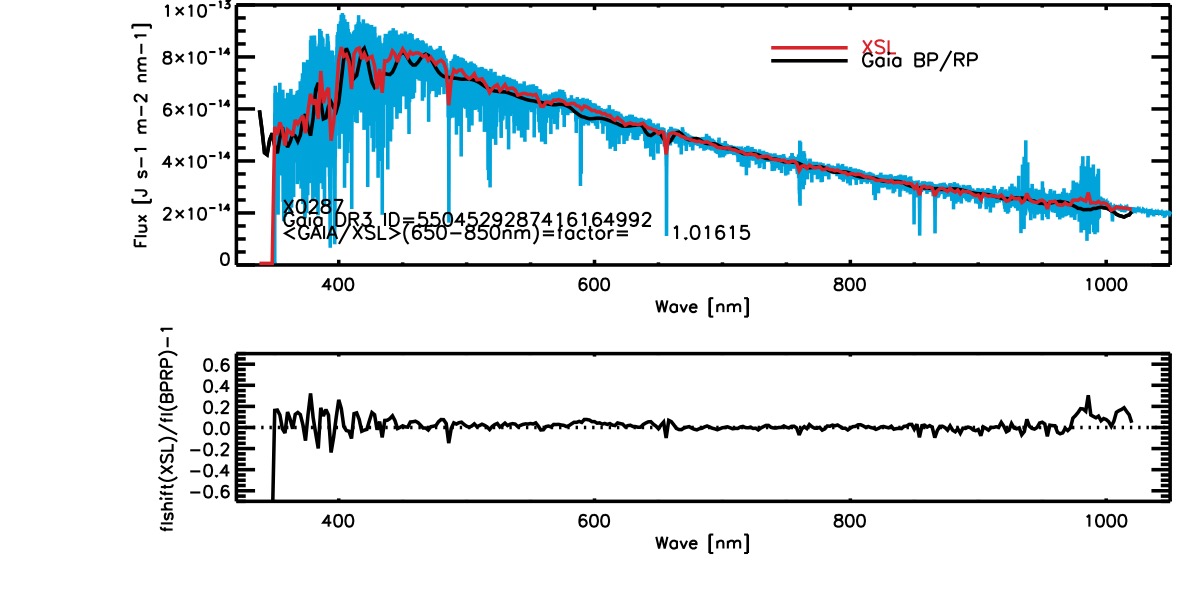 1×10−13
8×10−14
6×10−14
4×10−14
2×10−14
0
Flux [J s−1 m−2 nm−1]
XSL
Gaia BP/RP
X0287
Gaia DR3 ID=5504529287416164992
<GAIA/XSL>(650−850nm)=factor= 1.01615
400 600 800 1000
Wave [nm]
0.6
0.4
0.2
0.0
−0.2
−0.4
−0.6
flshift(XSL)/fl(BPRP)−1
400 600 800 1000
Wave [nm]